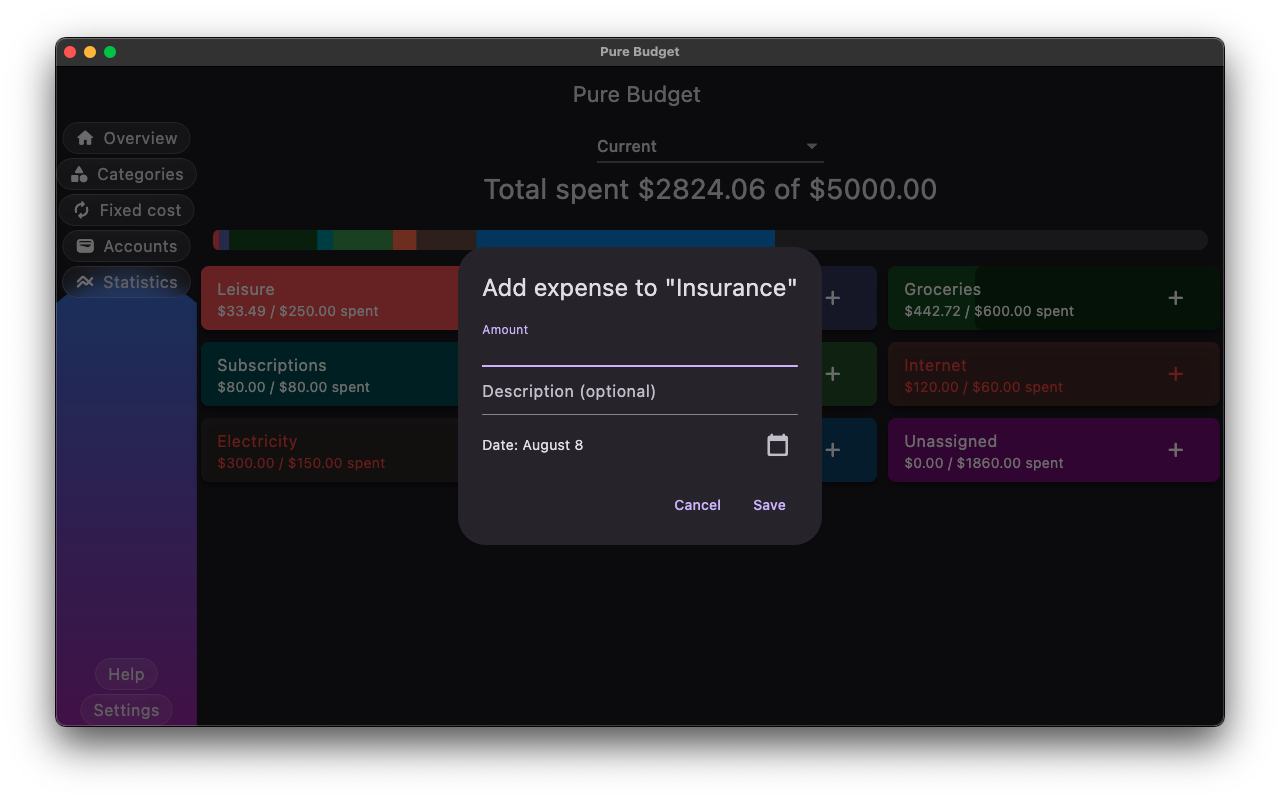 Pure Budget
Pure Budget
Overview
Categories
Fixed cost
Accounts
Statistics
Help
Settings
Current
Total spent $2824.06 of $5000.00
Leisure
$33.49 / $250.00 spent
+
Groceries
$442.72 / $600.00 spent
+
Subscriptions
$80.00 / $80.00 spent
+
Internet
$120.00 / $60.00 spent
+
Electricity
$300.00 / $150.00 spent
+
Unassigned
$0.00 / $1860.00 spent
+
Add expense to "Insurance"
Amount
Description (optional)
Date: August 8
Cancel
Save